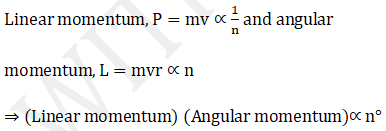 Linear momentum, P = mv ∝ 1/n and angular
momentum, L = mvr ∝ n
⇒ (Linear momentum) (Angular momentum)∝ n°